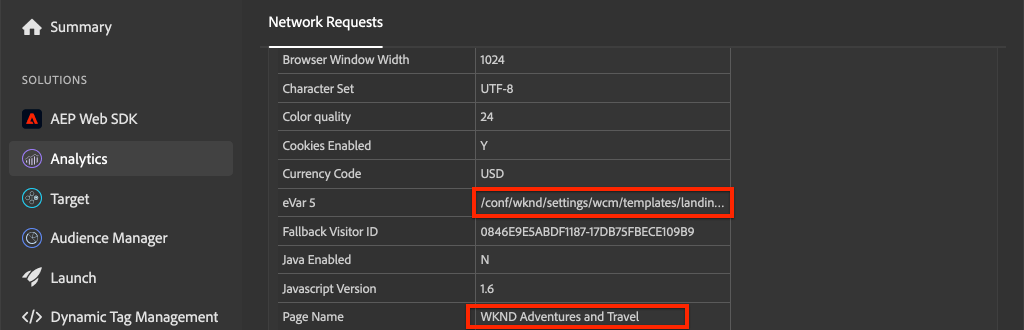 Summary
SOLUTIONS
AEP Web SDK
Analytics
Target
Audience Manager
Launch
Dynamic Tag Management
Network Requests
Browser Window Width 1024
Character Set UTF-8
Color quality 24
Cookies Enabled Y
Currency Code USD
eVar 5 /conf/wknd/settings/wcm/templates/landin...
Fallback Visitor ID 0846E9E5ABDF1187-17DB75FBECE109B9
Java Enabled N
Javascript Version 1.6
Page Name WKND Adventures and Travel